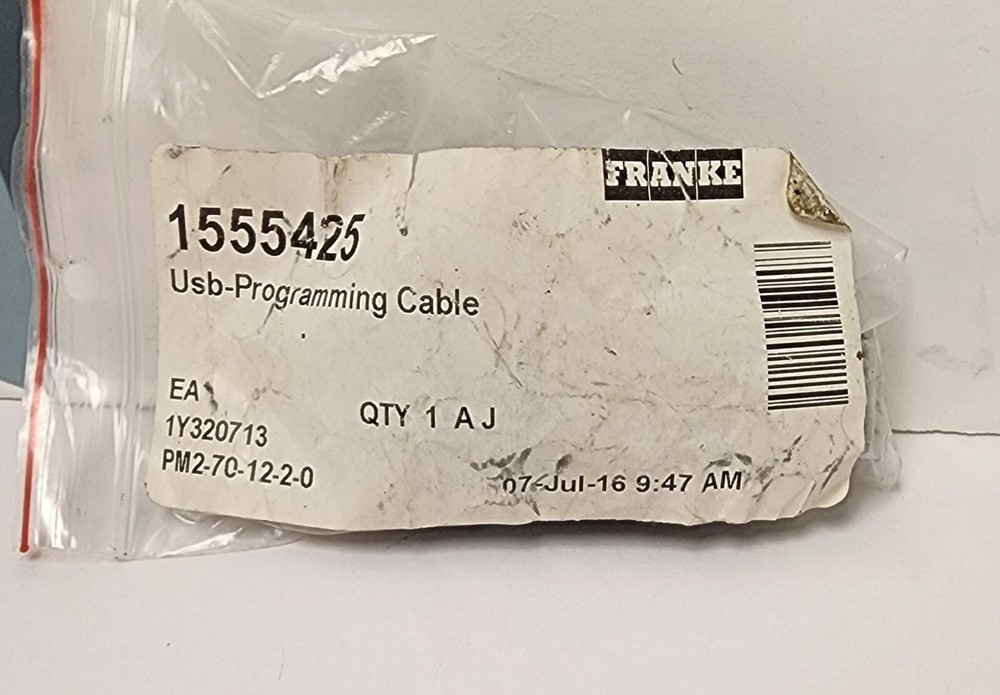 FRANKE
1555425
Usb-Programming Cable
EA
QTY 1 A J
1Y320713
PM2-70-12-2-0
07-Jul-16 9:47 AM